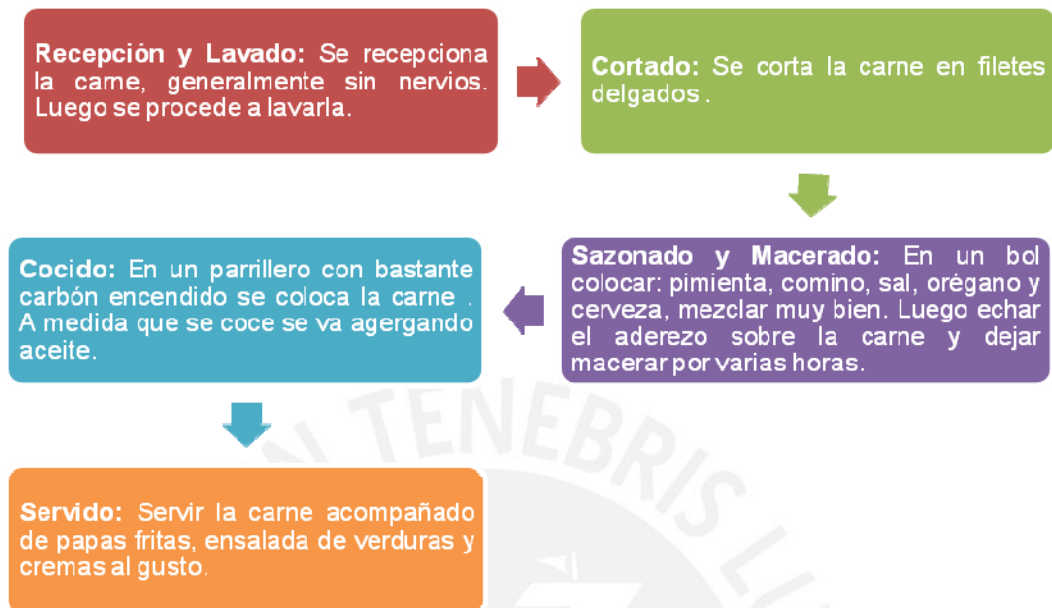 Recepción y Lavado: Se recepciona
la carne, generalmente sin nervios.
Luego se procede a lavarla.
Cortado: Se corta la carne en filetes
delgados .
Sazonado y Macerado: En un bol
colocar: pimienta, comino, sal, orégano y
cerveza, mezclar muy bien. Luego echar
el aderezo sobre la carne y dejar
macerar por varias horas.
Cocido: En un parrillero con bastante
carbón encendido se coloca la carne .
A medida que se coce se va agergando
aceite.
Servido: Servir la carne acompañado
de papas fritas, ensalada de verduras y
cremas al gusto.
TENEBRIS